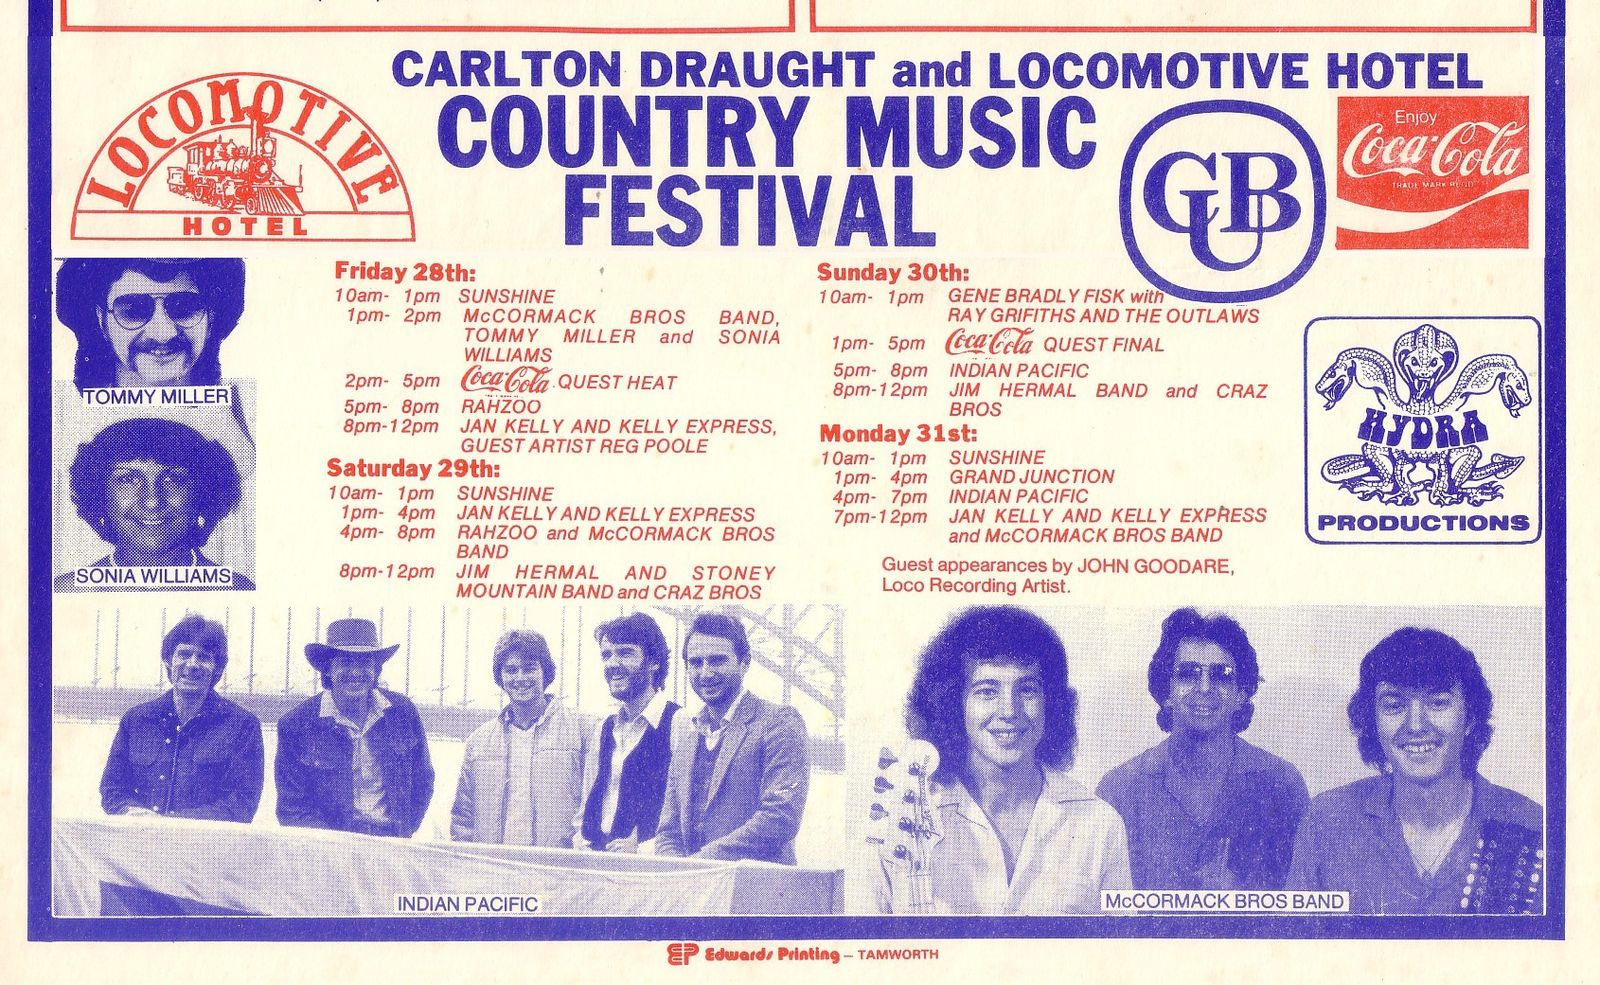 CARLTON DRAUGHT and LOCOMOTIVE HOTEL
COUNTRY MUSIC
FESTIVAL
LOCOMOTIVE
HOTEL
CUB
Enjoy
Coca-Cola
TRADE MARK REGD
TOMMY MILLER
SONIA WILLIAMS
Friday 28th:
10am- 1pm SUNSHINE
1pm- 2pm McCORMACK BROS BAND,
TOMMY MILLER and SONIA
WILLIAMS
2pm- 5pm Coca-Cola QUEST HEAT
5pm- 8pm RAHZOO
8pm-12pm JAN KELLY AND KELLY EXPRESS,
GUEST ARTIST REG POOLE
Saturday 29th:
10am- 1pm SUNSHINE
1pm- 4pm JAN KELLY AND KELLY EXPRESS
4pm- 8pm RAHZOO and McCORMACK BROS
BAND
8pm-12pm JIM HERMAL AND STONEY
MOUNTAIN BAND and CRAZ BROS
Sunday 30th:
10am- 1pm GENE BRADLY FISK with
RAY GRIFITHS AND THE OUTLAWS
1pm- 5pm Coca-Cola QUEST FINAL
5pm- 8pm INDIAN PACIFIC
8pm-12pm JIM HERMAL BAND and CRAZ
BROS
Monday 31st:
10am- 1pm SUNSHINE
1pm- 4pm GRAND JUNCTION
4pm- 7pm INDIAN PACIFIC
7pm-12pm JAN KELLY AND KELLY EXPRESS
and McCORMACK BROS BAND
Guest appearances by JOHN GOODARE,
Loco Recording Artist.
HYDRA
PRODUCTIONS
INDIAN PACIFIC
McCORMACK BROS BAND
EP Edwards Printing – TAMWORTH